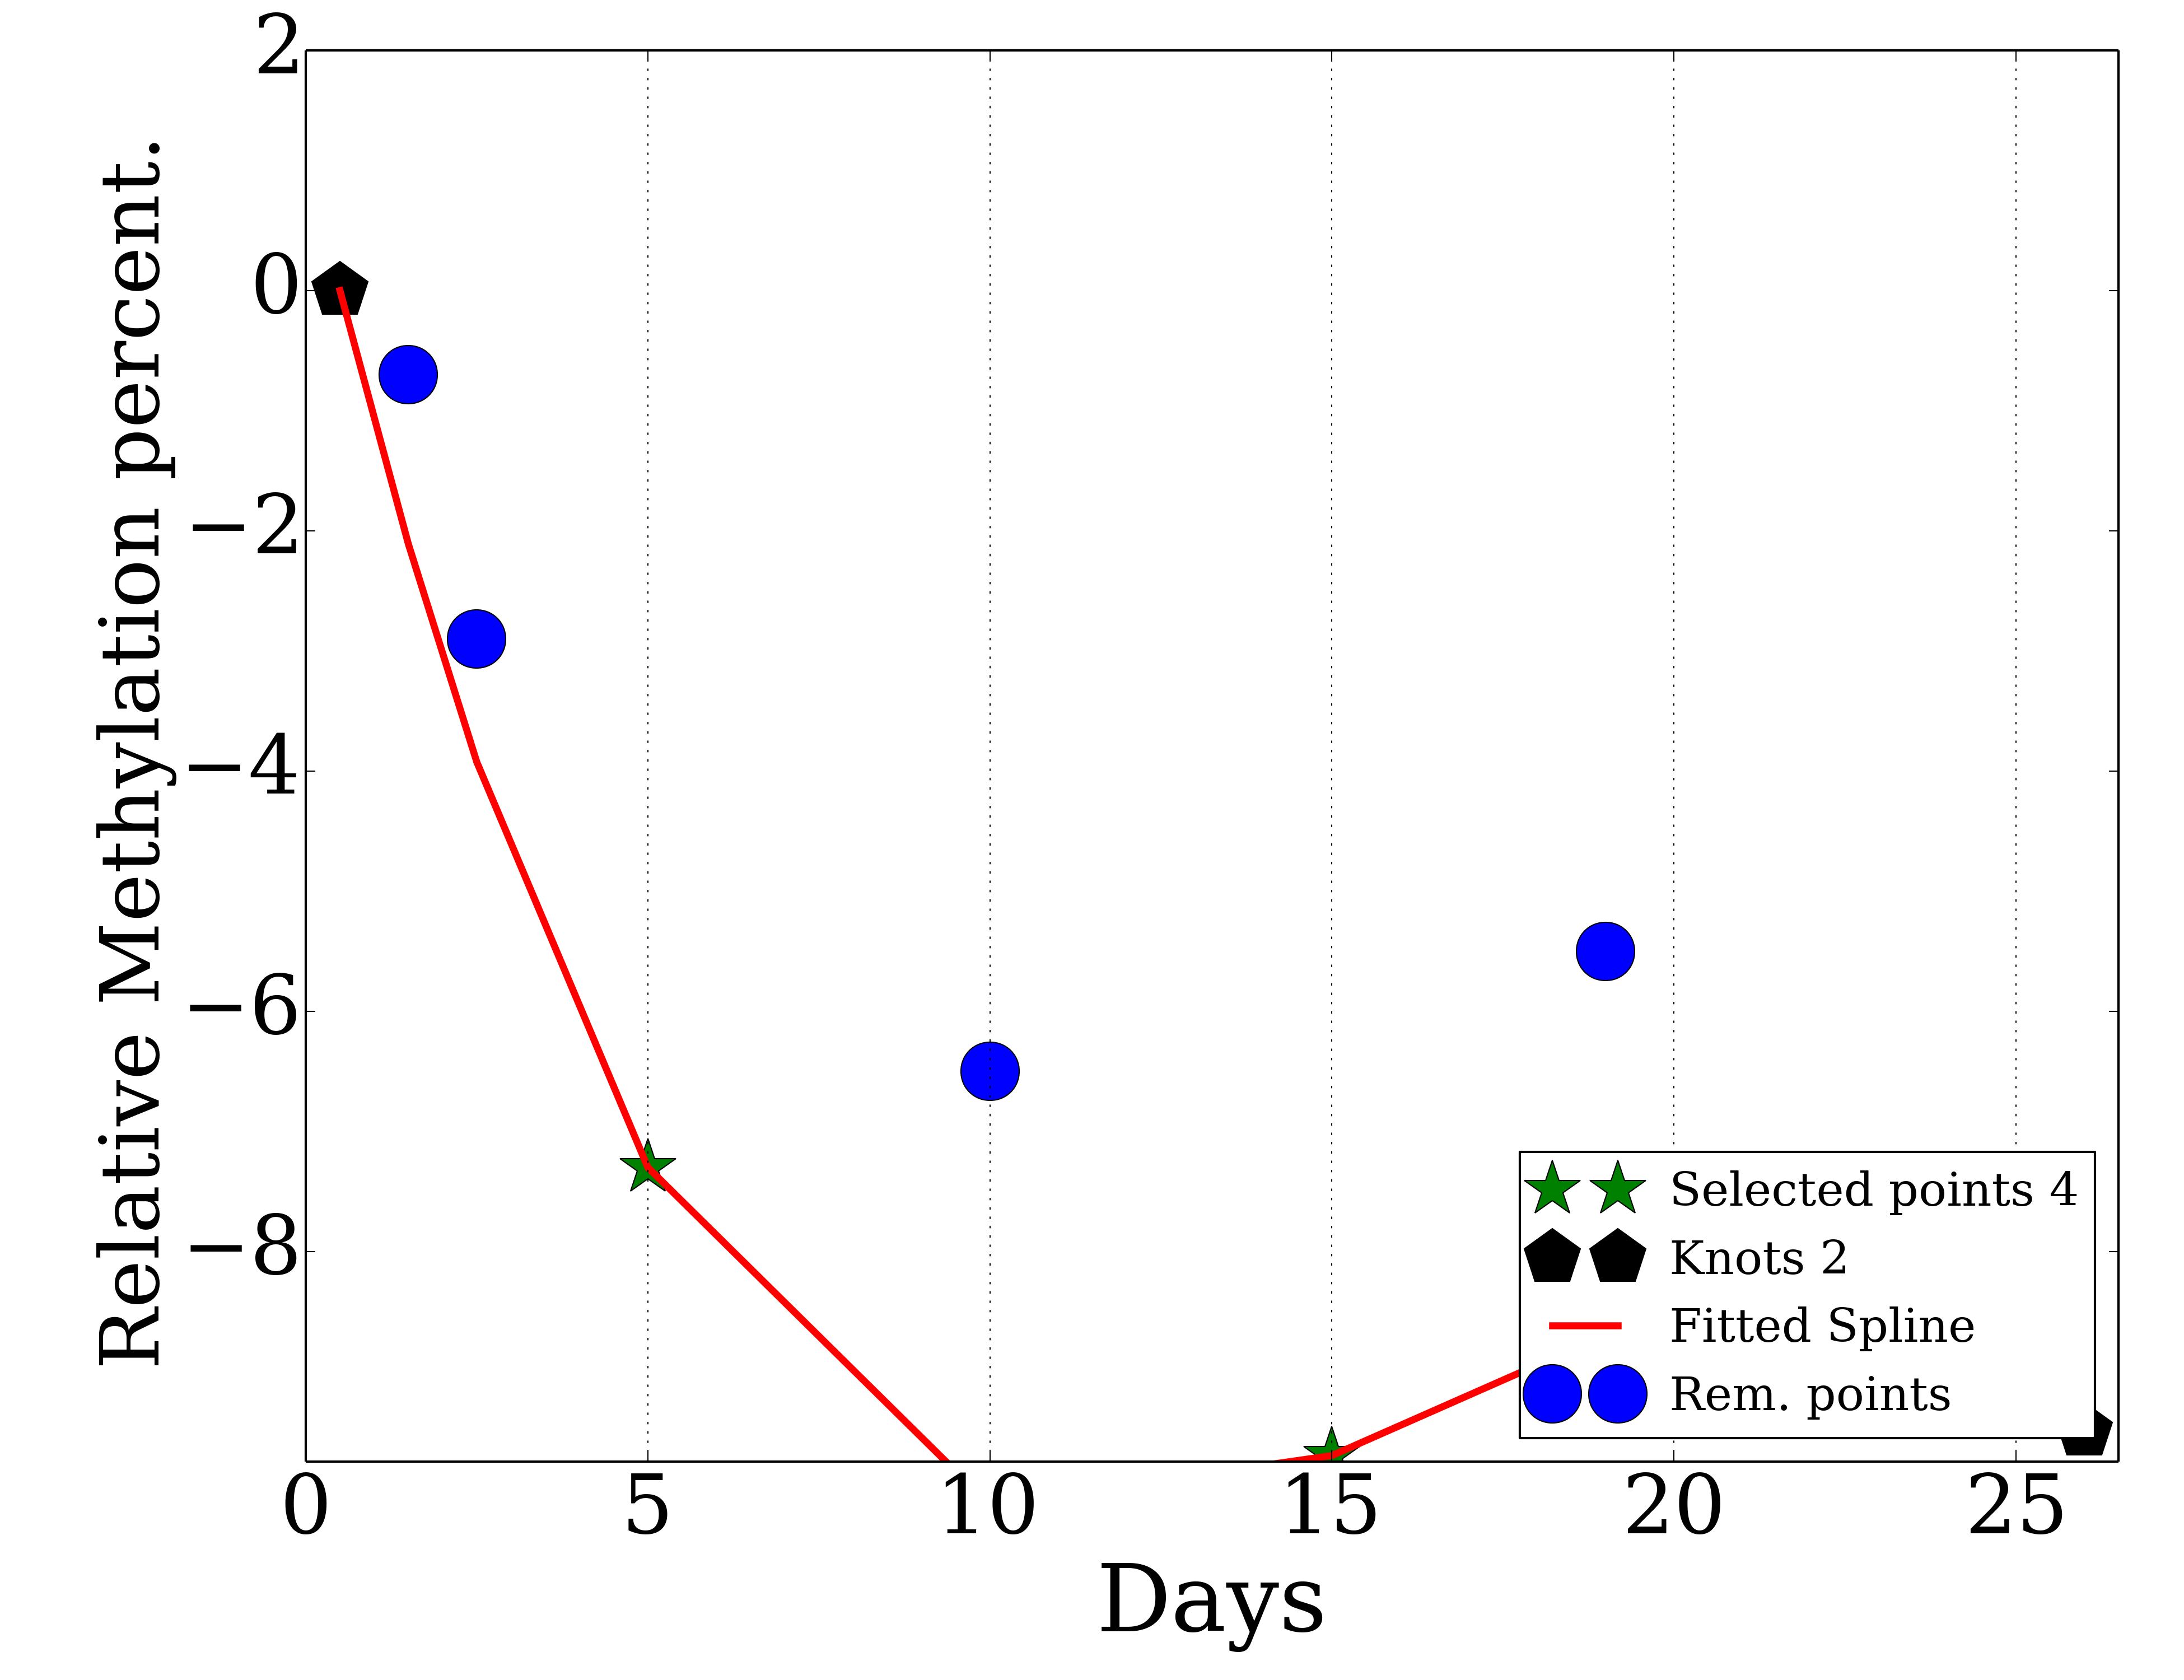 Relative Methylation percent.
2
0
−2
−4
−6
−8
Selected points 4
Knots 2
Fitted Spline
Rem. points
0 5 10 15 20 25
Days